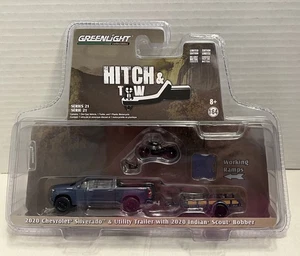 GREENLIGHT
HITCH &
TOW
SERIES 21
SERIE 21
8+
1:64
Working
Ramps
2020 Chevrolet Silverado & Utility Trailer with 2020 Indian Scout Bobber